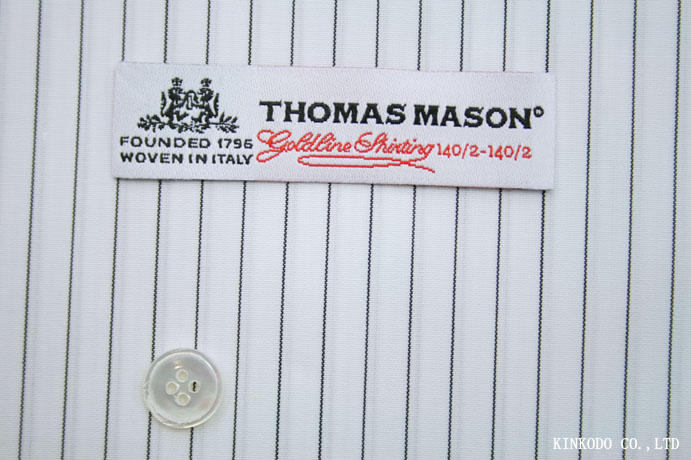 THOMAS MASON®
FOUNDED 1796
WOVEN IN ITALY
Goldline Shirting 140/2-140/2
KINKODO CO.,LTD